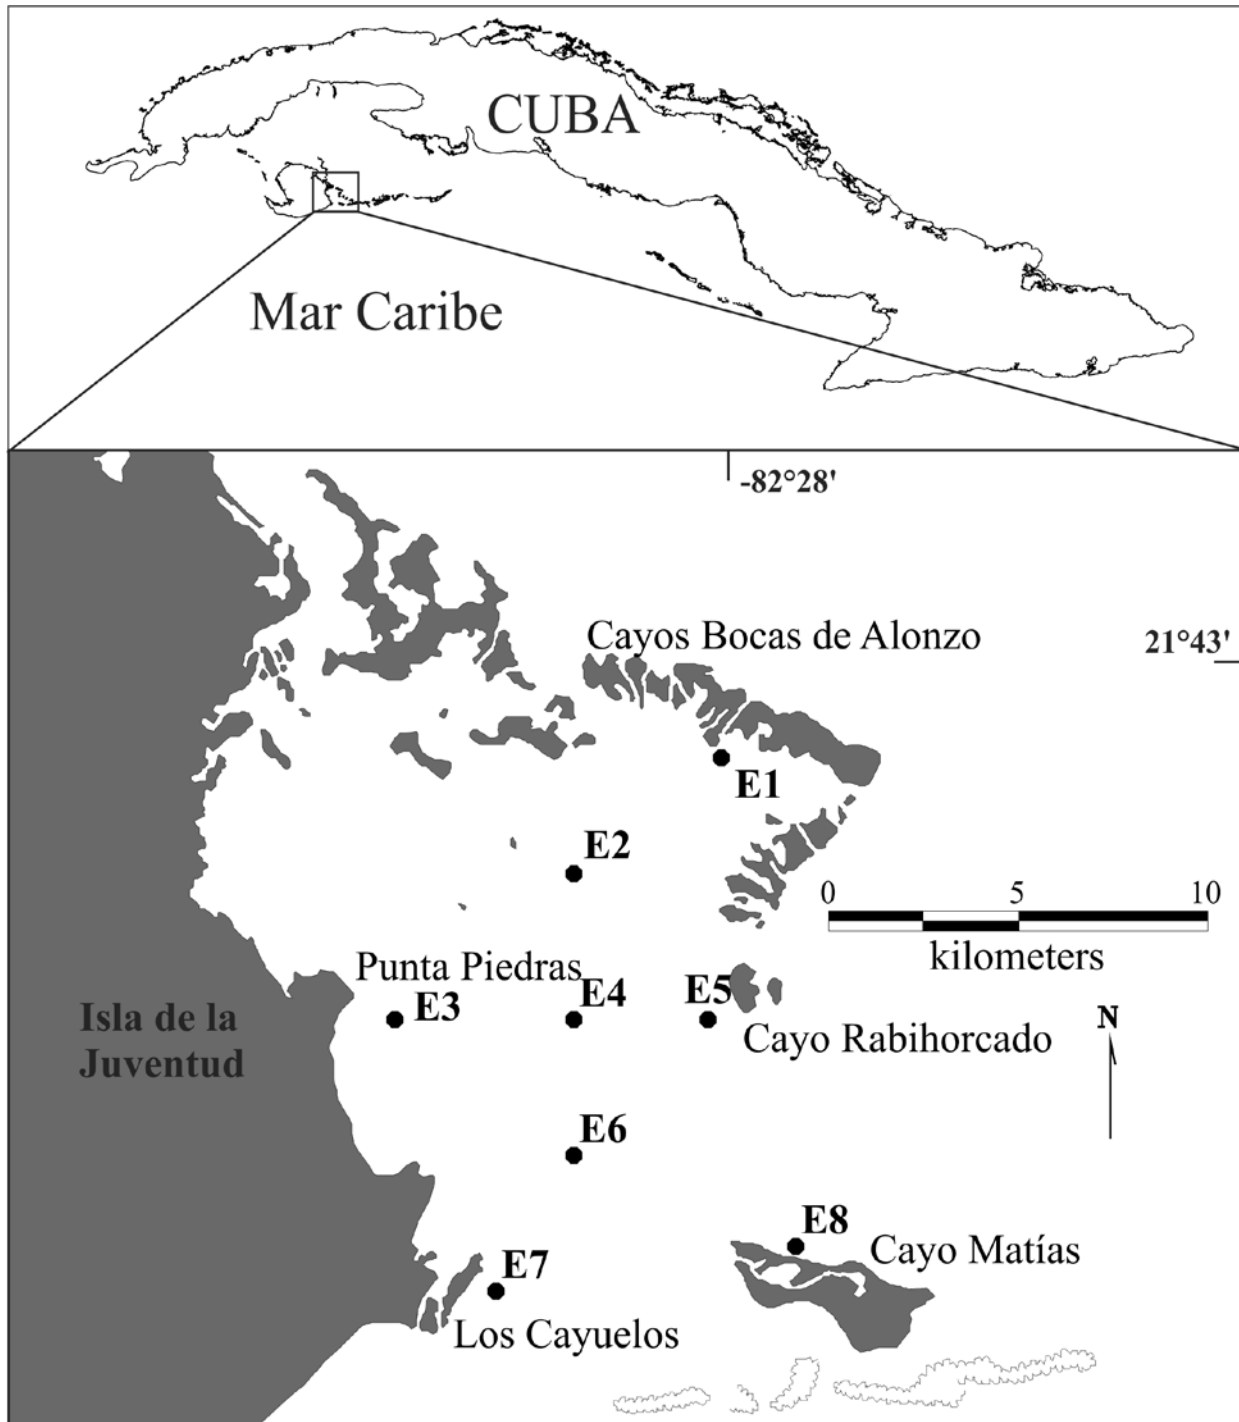 CUBA
Mar Caribe
-82°28'
Cayos Bocas de Alonzo
21°43'
E1
E2
0 5 10
kilometers
Punta Piedras
E3
E4
E5
Isla de la
Juventud
Cayo Rabihorcado
N
E6
E8
Cayo Matías
E7
Los Cayuelos